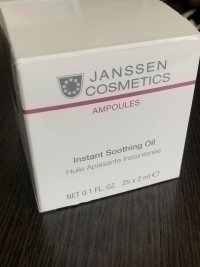 JANSSEN
COSMETICS
AMPOULES
Instant Soothing Oil
Huile Apaisante Instantanée
NET 0.1 FL. OZ. 25 x 2 ml ℮